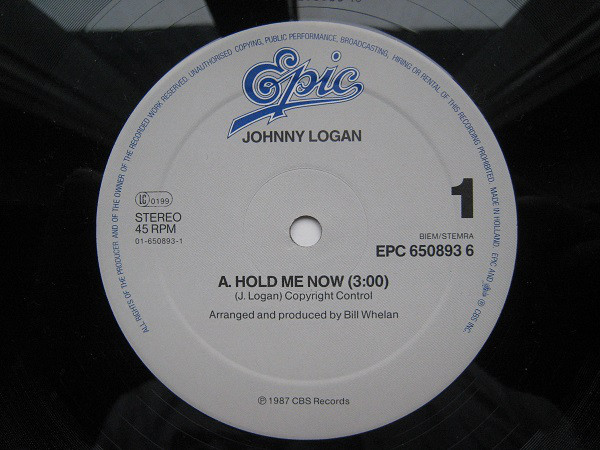 Epic
JOHNNY LOGAN
1
LC 0199
STEREO
45 RPM
01-650893-1
BIEM/STEMRA
EPC 650893 6
A. HOLD ME NOW (3:00)
(J. Logan) Copyright Control
Arranged and produced by Bill Whelan
℗ 1987 CBS Records
ALL RIGHTS OF THE PRODUCER AND OF THE OWNER OF THE RECORDED WORK RESERVED. UNAUTHORISED COPYING, PUBLIC PERFORMANCE, BROADCASTING, HIRING OR RENTAL OF THIS RECORDING PROHIBITED MADE IN HOLLAND. EPIC AND Epic ® CBS INC.